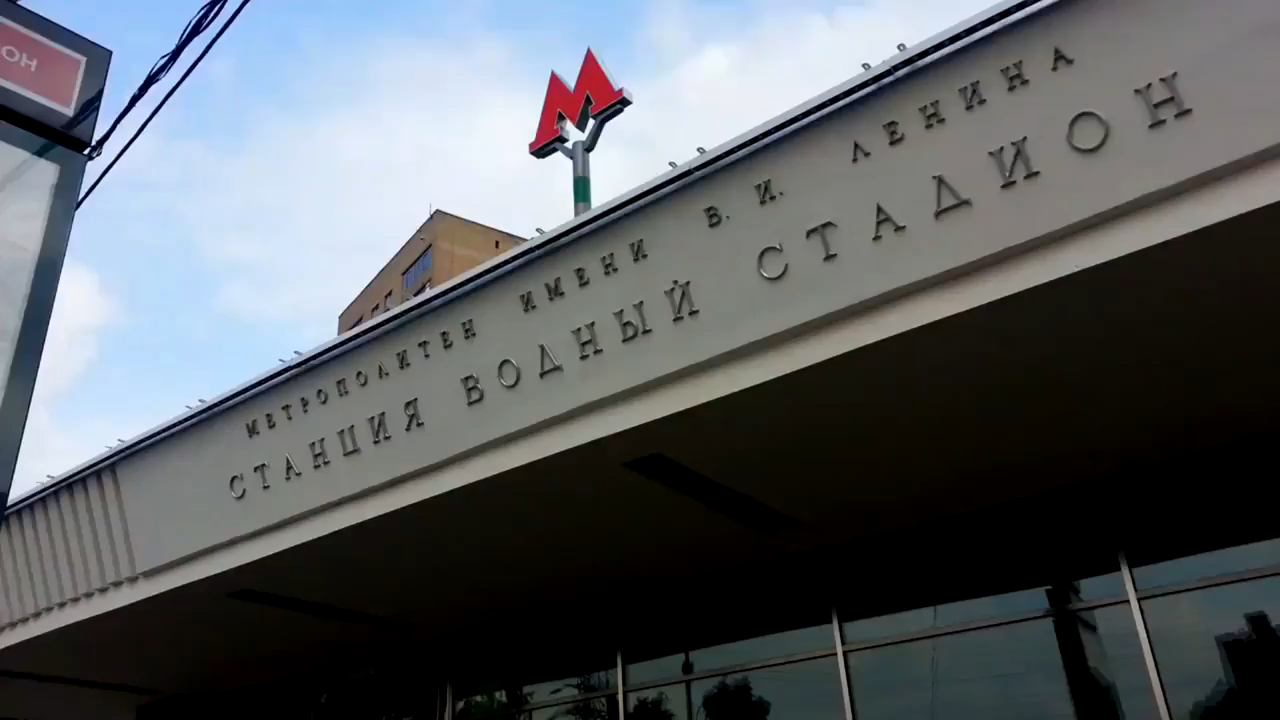 М
МЕТРОПОЛИТЕН ИМЕНИ В. И. ЛЕНИНА
СТАНЦИЯ ВОДНЫЙ СТАДИОН